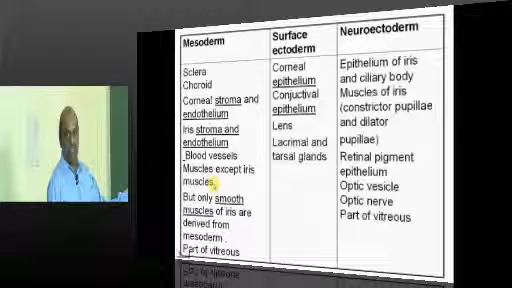 Mesoderm
Sclera
Choroid
Corneal stroma and
endothelium
Iris stroma and
endothelium
Blood vessels
Muscles except iris
muscles.
But only smooth
muscles of iris are
derived from
mesoderm .
Part of vitreous
Surface
ectoderm
Corneal
epithelium
Conjuctival
epithelium
Lens
Lacrimal and
tarsal glands
Neuroectoderm
Epithelium of iris
and ciliary body
Muscles of iris
(constrictor pupillae
and dilator
pupillae)
Retinal pigment
epithelium
Optic vesicle
Optic nerve
Part of vitreous